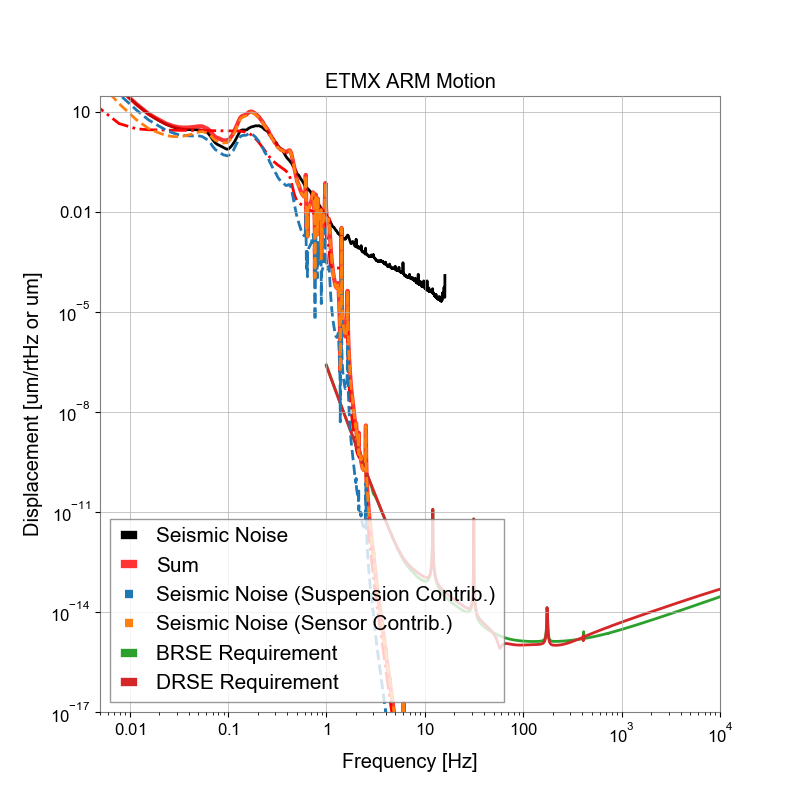 ETMX ARM Motion
Displacement [um/rtHz or um]
10
0.01
10^−5
10^−8
10^−11
10^−14
10^−17
Seismic Noise
Sum
Seismic Noise (Suspension Contrib.)
Seismic Noise (Sensor Contrib.)
BRSE Requirement
DRSE Requirement
0.01 0.1 1 10 100 10^3 10^4
Frequency [Hz]